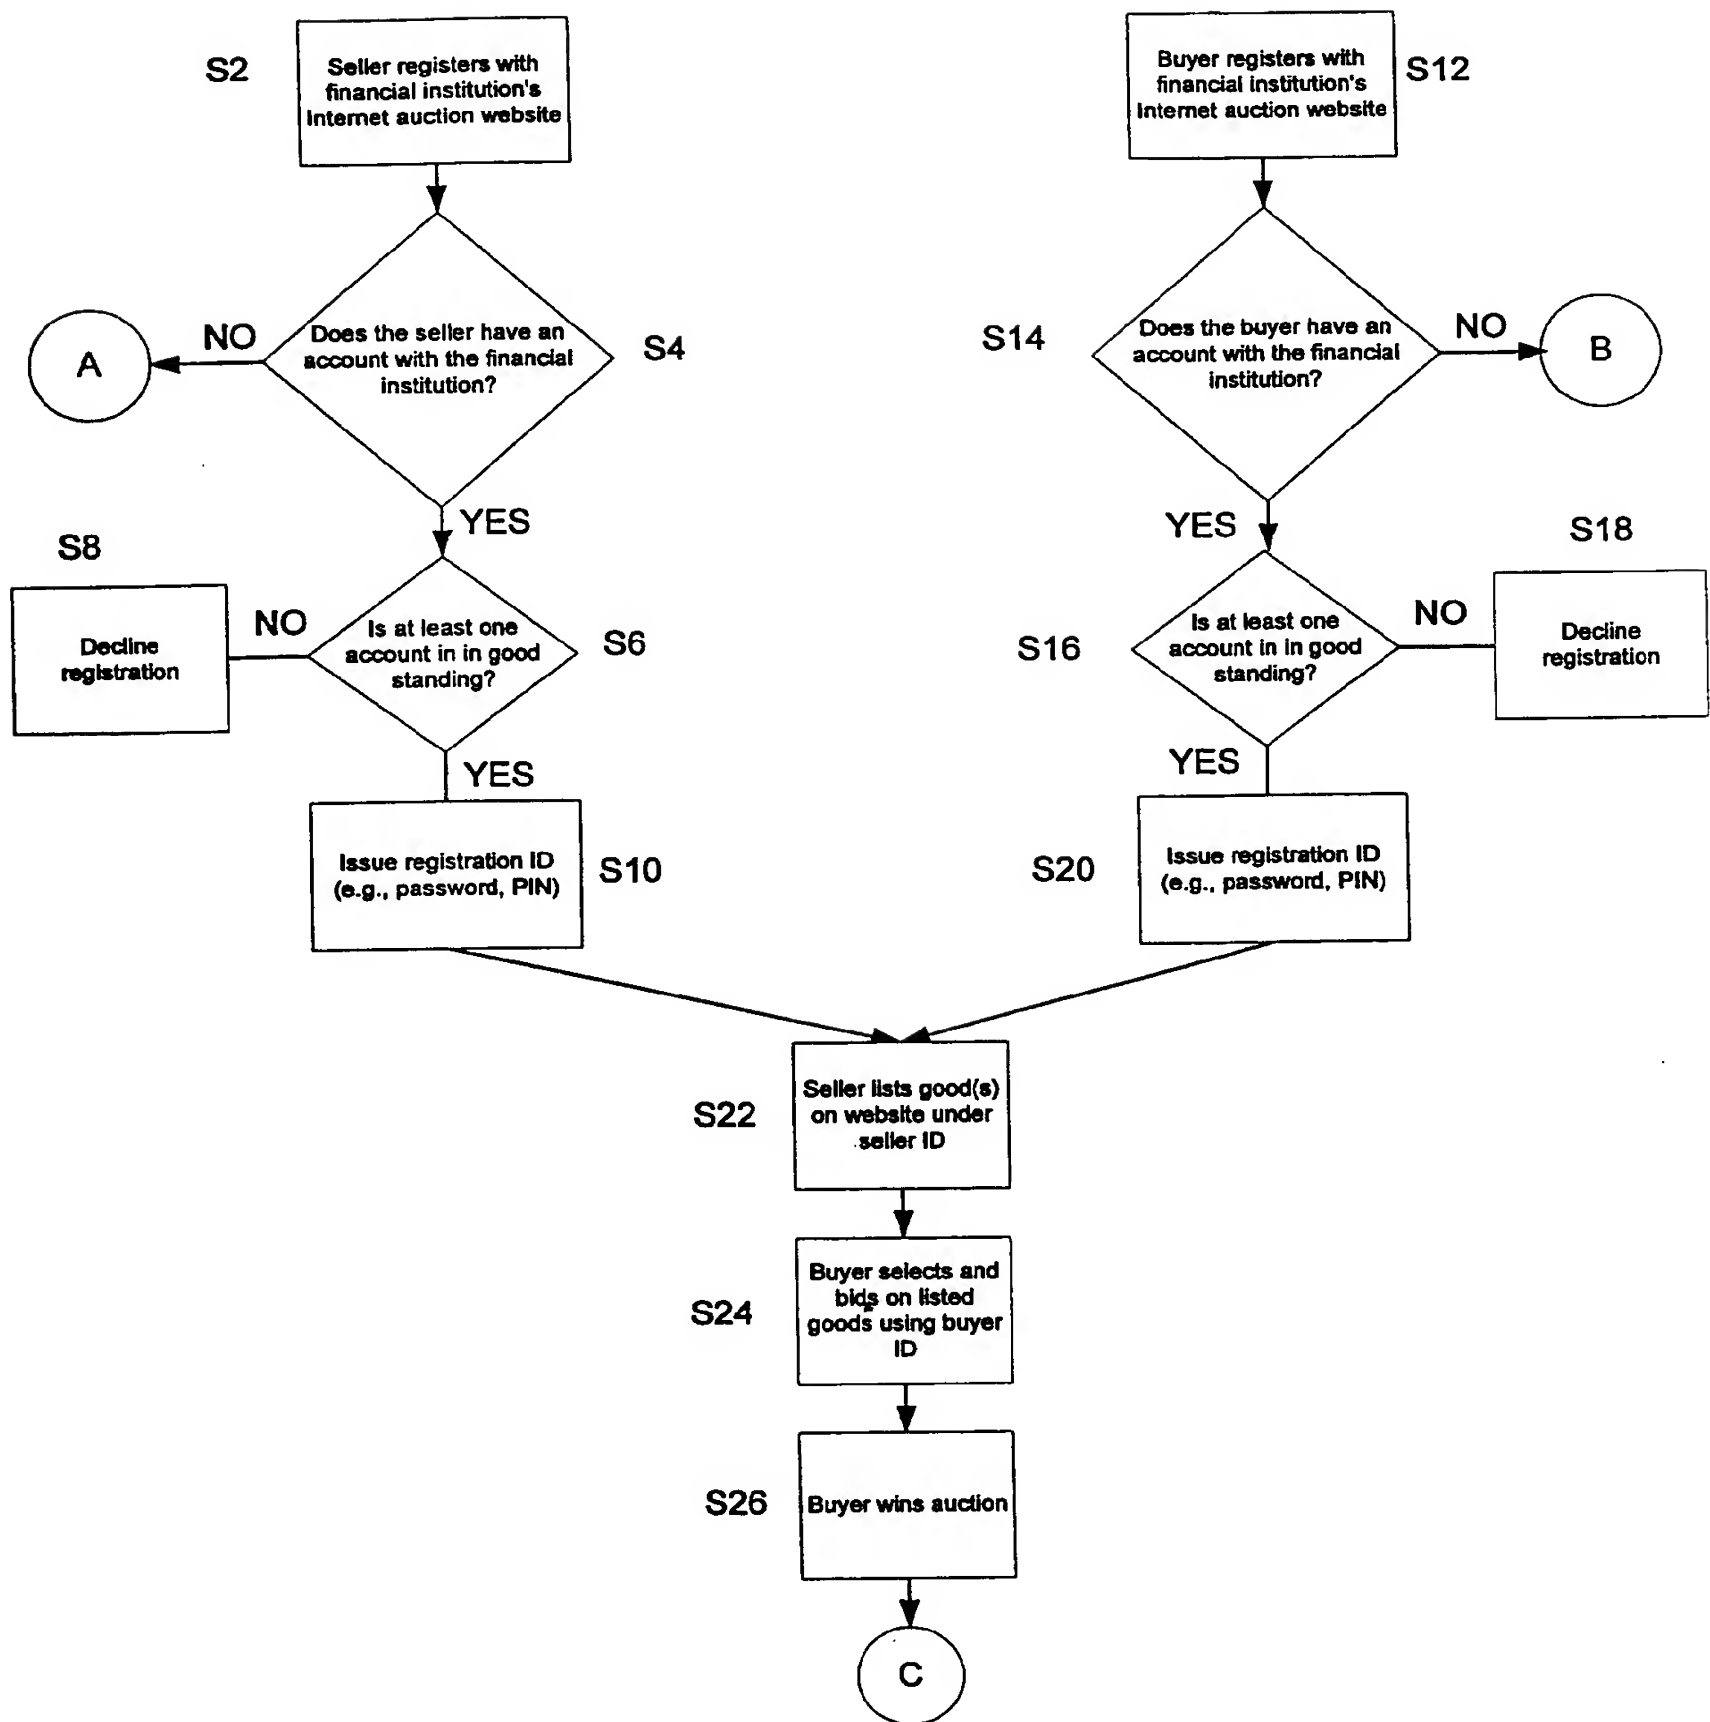 S2
Seller registers with
financial institution's
Internet auction website
Buyer registers with
financial institution's
Internet auction website
S12
A
NO
Does the seller have an
account with the financial
institution?
S4
S14
Does the buyer have an
account with the financial
institution?
NO
B
YES
YES
S8
S18
Decline
registration
NO
Is at least one
account in in good
standing?
S6
S16
Is at least one
account in in good
standing?
NO
Decline
registration
YES
YES
Issue registration ID
(e.g., password, PIN)
S10
S20
Issue registration ID
(e.g., password, PIN)
S22
Seller lists good(s)
on website under
seller ID
S24
Buyer selects and
bids on listed
goods using buyer
ID
S26
Buyer wins auction
C